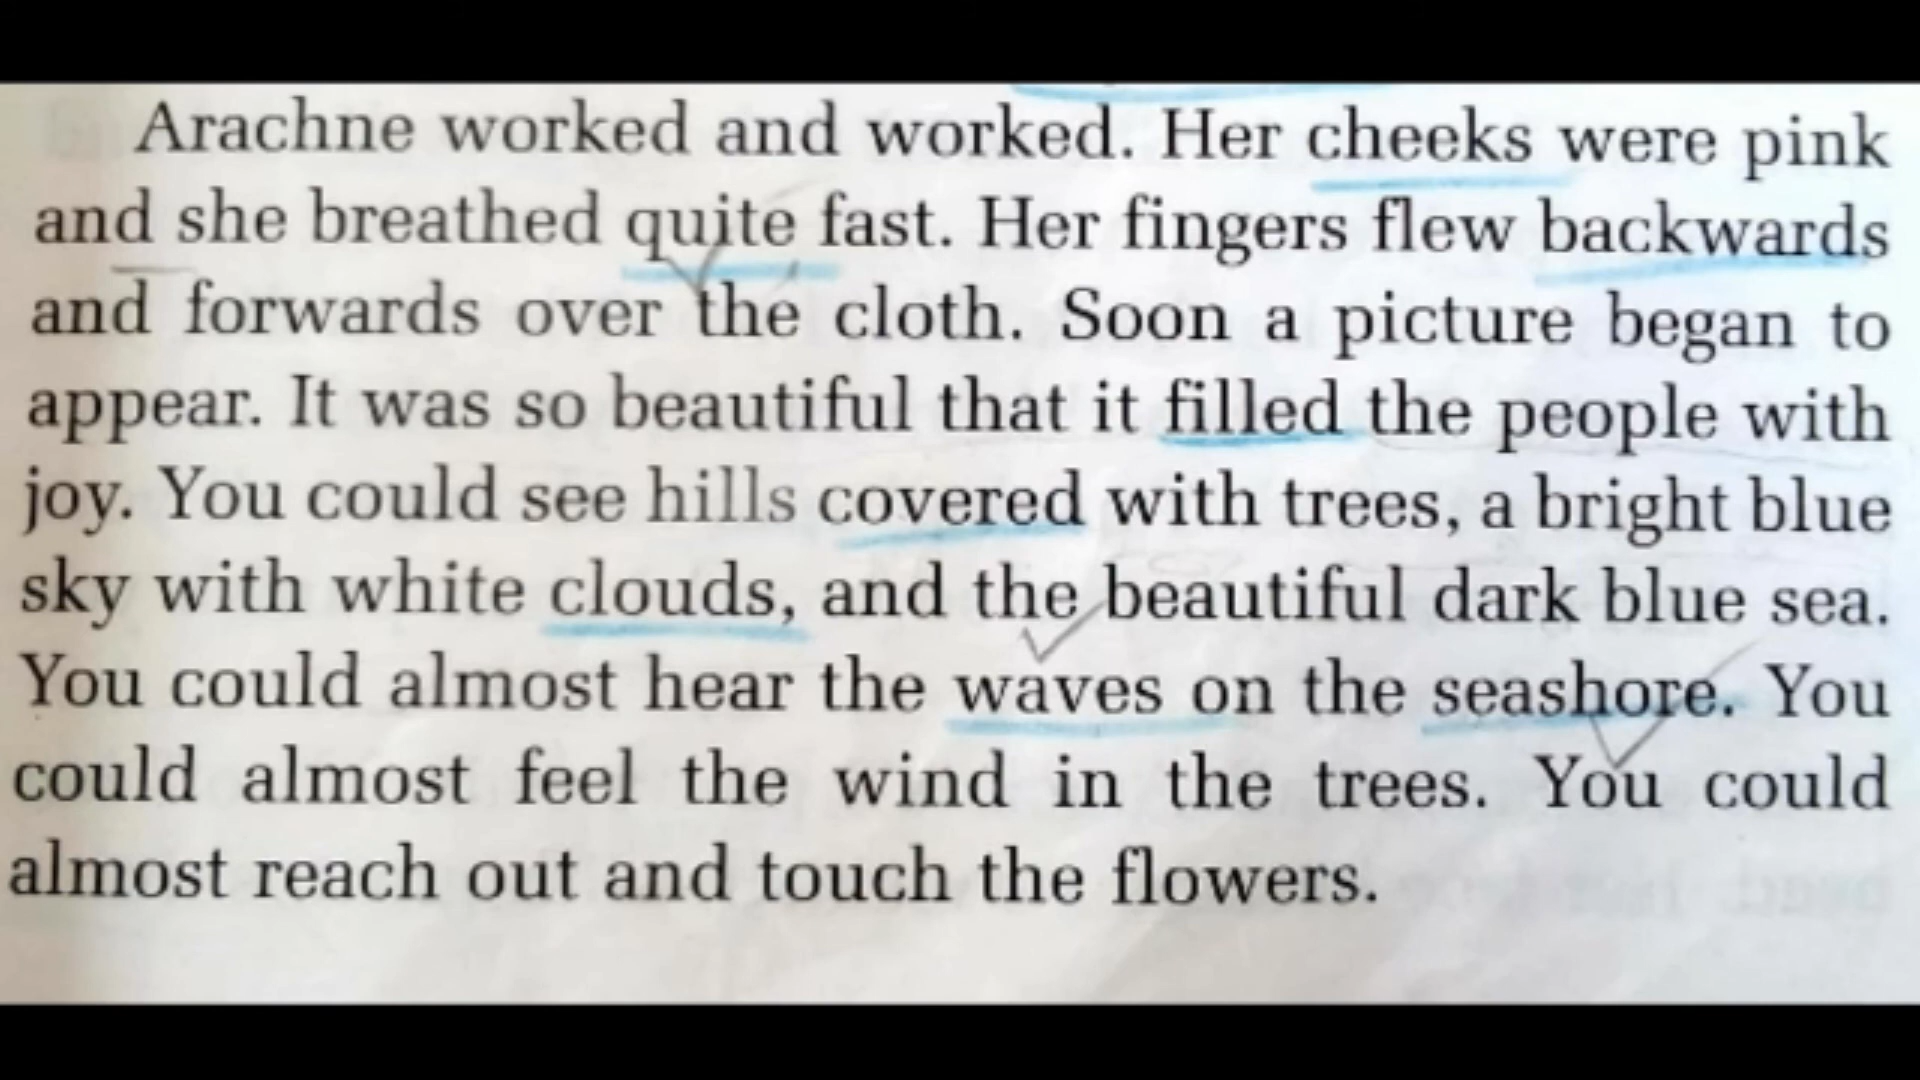 Arachne worked and worked. Her cheeks were pink
and she breathed quite fast. Her fingers flew backwards
and forwards over the cloth. Soon a picture began to
appear. It was so beautiful that it filled the people with
joy. You could see hills covered with trees, a bright blue
sky with white clouds, and the beautiful dark blue sea.
You could almost hear the waves on the seashore. You
could almost feel the wind in the trees. You could
almost reach out and touch the flowers.